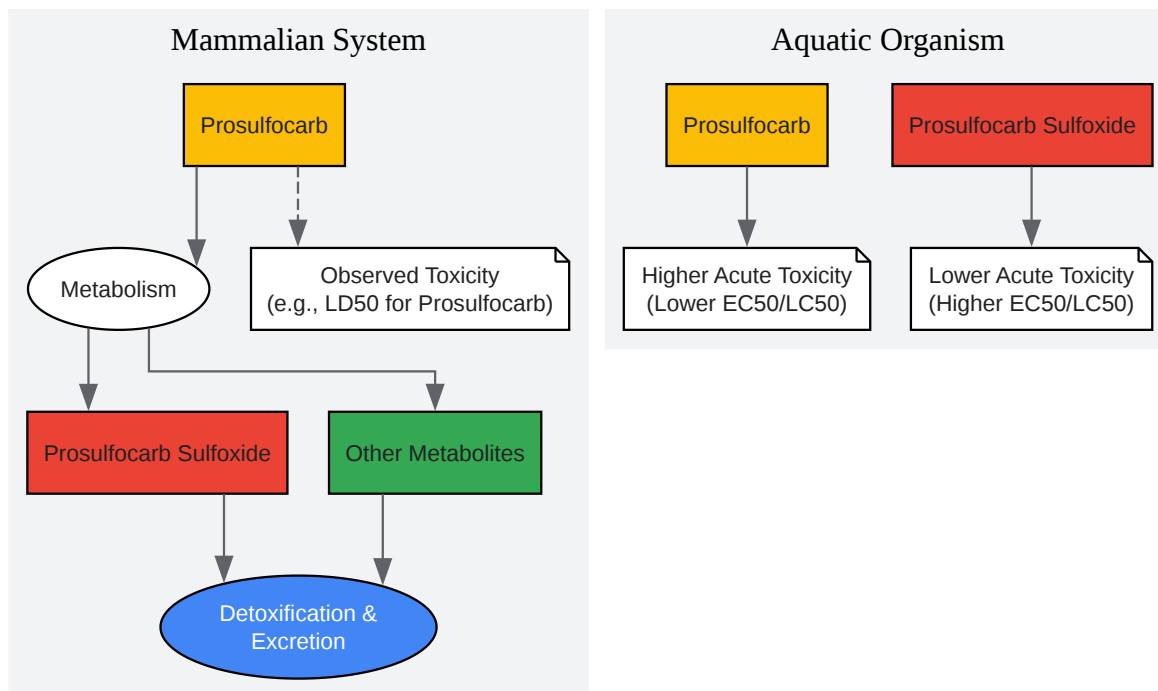 Mammalian System
Prosulfocarb
Metabolism
Observed Toxicity
(e.g., LD50 for Prosulfocarb)
Prosulfocarb Sulfoxide
Other Metabolites
Detoxification &
Excretion
Aquatic Organism
Prosulfocarb
Prosulfocarb Sulfoxide
Higher Acute Toxicity
(Lower EC50/LC50)
Lower Acute Toxicity
(Higher EC50/LC50)